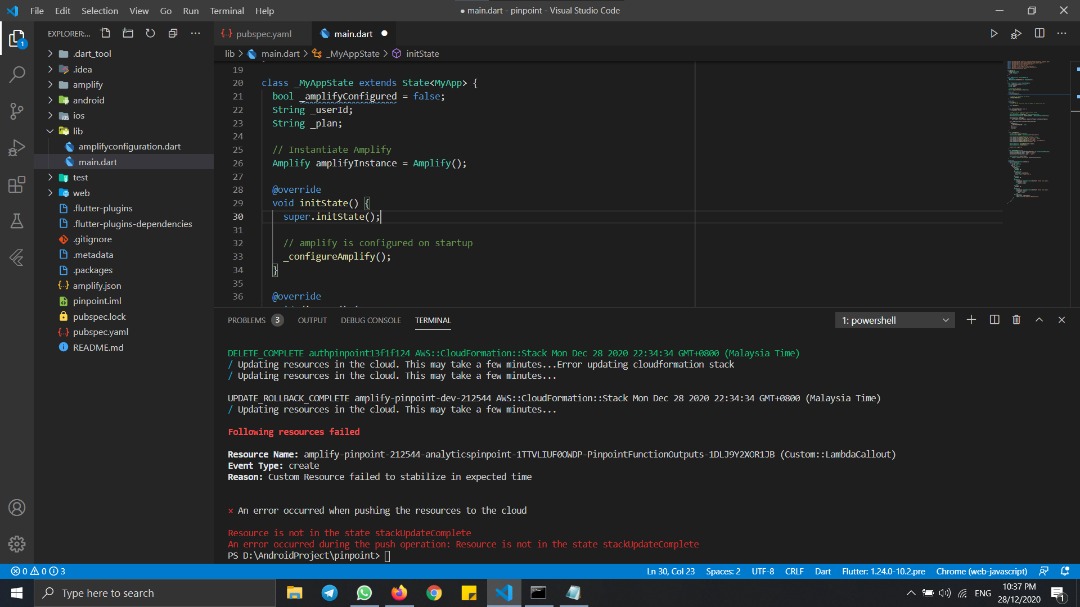 File Edit Selection View Go Run Terminal Help
● main.dart - pinpoint - Visual Studio Code
EXPLORER:...
pubspec.yaml
main.dart ●
lib > main.dart > _MyAppState > initState
.dart_tool
.idea
amplify
android
ios
lib
amplifyconfiguration.dart
main.dart
test
web
.flutter-plugins
.flutter-plugins-dependencies
.gitignore
.metadata
.packages
amplify.json
pinpoint.iml
pubspec.lock
pubspec.yaml
README.md
19
20 class _MyAppState extends State<MyApp> {
21 bool _amplifyConfigured = false;
22 String _userId;
23 String _plan;
24
25 // Instantiate Amplify
26 Amplify amplifyInstance = Amplify();
27
28 @override
29 void initState() {
30 super.initState();
31
32 // amplify is configured on startup
33 _configureAmplify();
34 }
35
36 @override
PROBLEMS 3 OUTPUT DEBUG CONSOLE TERMINAL
1: powershell
DELETE_COMPLETE authpinpoint13f1f124 AWS::CloudFormation::Stack Mon Dec 28 2020 22:34:34 GMT+0800 (Malaysia Time)
/ Updating resources in the cloud. This may take a few minutes...Error updating cloudformation stack
/ Updating resources in the cloud. This may take a few minutes...
UPDATE_ROLLBACK_COMPLETE amplify-pinpoint-dev-212544 AWS::CloudFormation::Stack Mon Dec 28 2020 22:34:34 GMT+0800 (Malaysia Time)
/ Updating resources in the cloud. This may take a few minutes...
Following resources failed
Resource Name: amplify-pinpoint-212544-analyticspinpoint-1TTVLIUF0OWDP-PinpointFunctionOutputs-1DLJ9Y2XOR1JB (Custom::LambdaCallout)
Event Type: create
Reason: Custom Resource failed to stabilize in expected time
× An error occurred when pushing the resources to the cloud
Resource is not in the state stackUpdateComplete
An error occurred during the push operation: Resource is not in the state stackUpdateComplete
PS D:\AndroidProject\pinpoint>
0 0 3
Ln 30, Col 23 Spaces: 2 UTF-8 CRLF Dart Flutter: 1.24.0-10.2.pre Chrome (web-javascript)
Type here to search
ENG
10:37 PM
28/12/2020
1